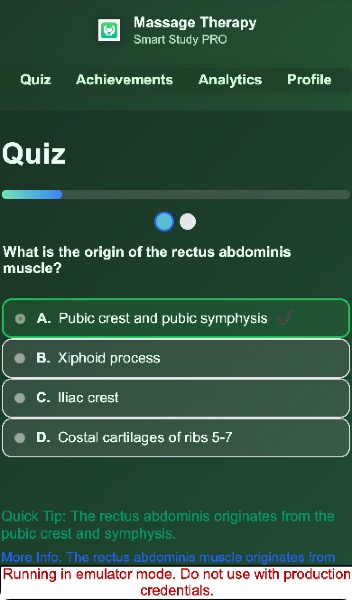 Massage Therapy
Smart Study PRO
Quiz Achievements Analytics Profile
Quiz
What is the origin of the rectus abdominis
muscle?
A. Pubic crest and pubic symphysis ✓
B. Xiphoid process
C. Iliac crest
D. Costal cartilages of ribs 5-7
Quick Tip: The rectus abdominis originates from the
pubic crest and symphysis.
More Info: The rectus abdominis muscle originates from
Running in emulator mode. Do not use with production
credentials.